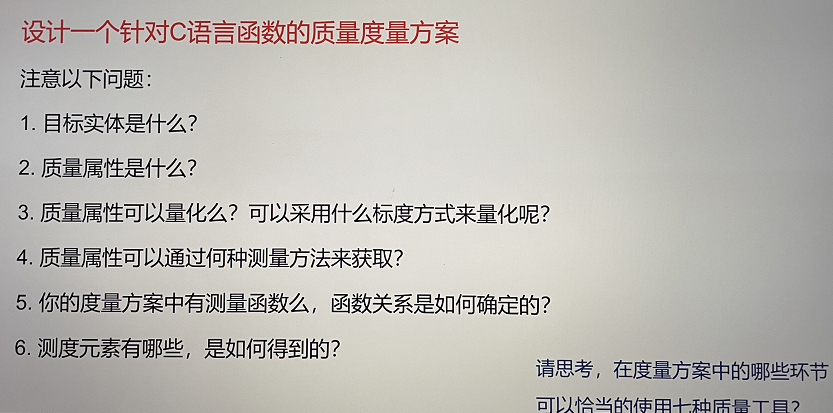 设计一个针对C语言函数的质量度量方案
注意以下问题：
1. 目标实体是什么？
2. 质量属性是什么？
3. 质量属性可以量化么？可以采用什么标度方式来量化呢？
4. 质量属性可以通过何种测量方法来获取？
5. 你的度量方案中有测量函数么，函数关系是如何确定的？
6. 测度元素有哪些，是如何得到的？
请思考，在度量方案中的哪些环节
可以恰当的使用七种质量工具？